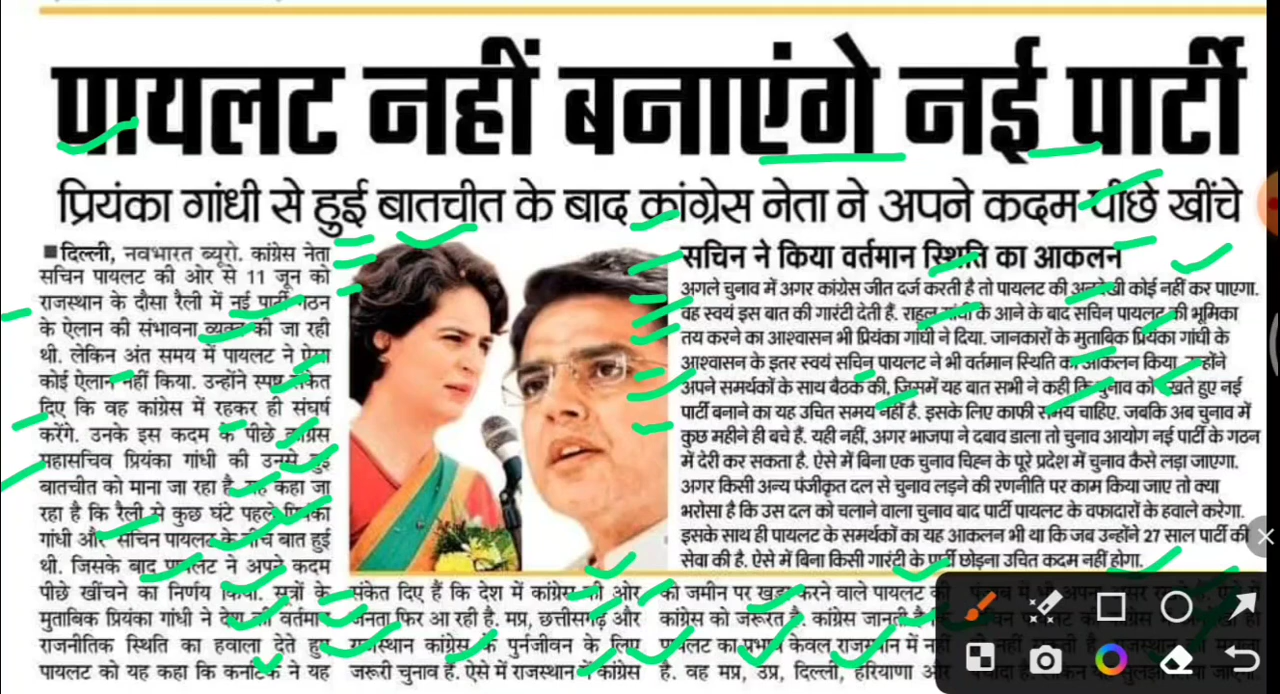 पायलट नहीं बनाएंगे नई पार्टी
प्रियंका गांधी से हुई बातचीत के बाद कांग्रेस नेता ने अपने कदम पीछे खींचे
■दिल्ली, नवभारत ब्यूरो. कांग्रेस नेता
सचिन पायलट की ओर से 11 जून को
राजस्थान के दौसा रैली में नई पार्टी गठन
के ऐलान की संभावना व्यक्त की जा रही
थी. लेकिन अंत समय में पायलट ने ऐसा
कोई ऐलान नहीं किया. उन्होंने स्पष्ट संकेत
दिए कि वह कांग्रेस में रहकर ही संघर्ष
करेंगे. उनके इस कदम के पीछे कांग्रेस
महासचिव प्रियंका गांधी की उनसे हुई
बातचीत को माना जा रहा है. यह कहा जा
रहा है कि रैली से कुछ घंटे पहले प्रियंका
गांधी और सचिन पायलट के बीच बात हुई
थी. जिसके बाद पायलेट ने अपने कदम
पीछे खींचने का निर्णय किया. सूत्रों के
मुताबिक प्रियंका गांधी ने देश की वर्तमान
राजनीतिक स्थिति का हवाला देते हुए
पायलट को यह कहा कि कर्नाटक ने यह
संकेत दिए हैं कि देश में कांग्रेस की ओर
जनता फिर आ रही है. मप्र, छत्तीसगढ़ और
राजस्थान कांग्रेस के पुर्नजीवन के लिए
जरूरी चुनाव है. ऐसे में राजस्थान में कांग्रेस
सचिन ने किया वर्तमान स्थिति का आकलन
अगले चुनाव में अगर कांग्रेस जीत दर्ज करती है तो पायलट की अनदेखी कोई नहीं कर पाएगा.
वह स्वयं इस बात की गारंटी देती हैं. राहुल गांधी के आने के बाद सचिन पायलट की भूमिका
तय करने का आश्वासन भी प्रियंका गांधी ने दिया. जानकारों के मुताबिक प्रियंका गांधी के
आश्वासन के इतर स्वयं सचिन पायलट ने भी वर्तमान स्थिति का आकलन किया. उन्होंने
अपने समर्थकों के साथ बैठक की, जिसमें यह बात सभी ने कही कि चुनाव को देखते हुए नई
पार्टी बनाने का यह उचित समय नहीं है. इसके लिए काफी समय चाहिए. जबकि अब चुनाव में
कुछ महीने ही बचे हैं. यही नहीं, अगर भाजपा ने दबाव डाला तो चुनाव आयोग नई पार्टी के गठन
में देरी कर सकता है. ऐसे में बिना एक चुनाव चिह्न के पूरे प्रदेश में चुनाव कैसे लड़ा जाएगा.
अगर किसी अन्य पंजीकृत दल से चुनाव लड़ने की रणनीति पर काम किया जाए तो क्या
भरोसा है कि उस दल को चलाने वाला चुनाव बाद पार्टी पायलट के वफादारों के हवाले करेगा.
इसके साथ ही पायलट के समर्थकों का यह आकलन भी था कि जब उन्होंने 27 साल पार्टी की
सेवा की है. ऐसे में बिना किसी गारंटी के पार्टी छोड़ना उचित कदम नहीं होगा.
की जमीन पर खड़ा करने वाले पायलट की
कांग्रेस को जरूरत है. कांग्रेस जानती है
पायलट का प्रभाव केवल राजस्थान में नहीं
है. वह मप्र, उप्र, दिल्ली, हरियाणा और